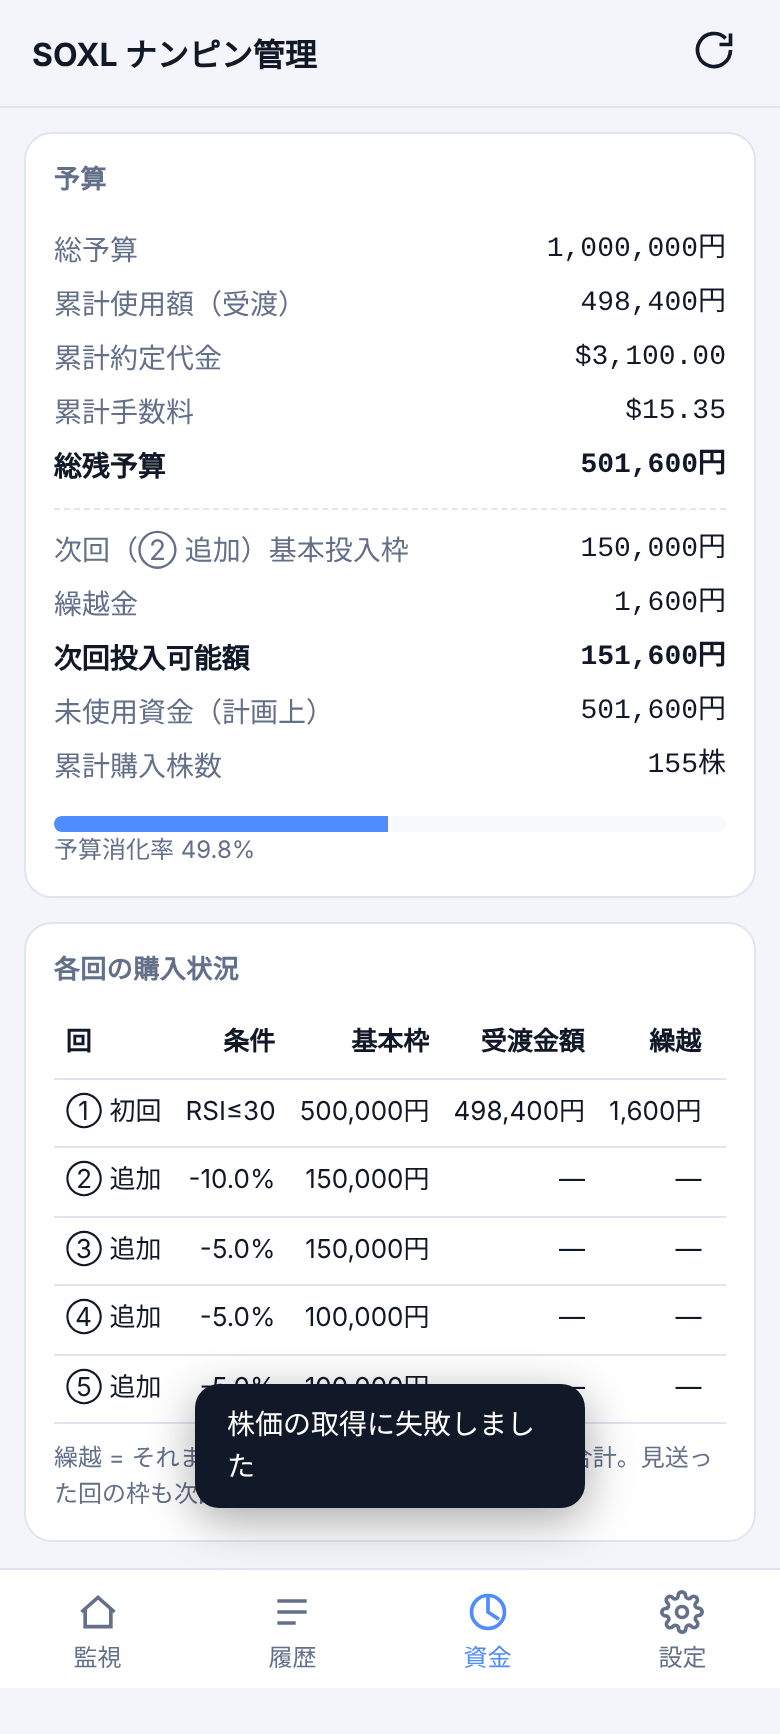 SOXL ナンピン管理
予算
総予算 1,000,000円
累計使用額（受渡） 498,400円
累計約定代金 $3,100.00
累計手数料 $15.35
総残予算 501,600円
次回（② 追加）基本投入枠 150,000円
繰越金 1,600円
次回投入可能額 151,600円
未使用資金（計画上） 501,600円
累計購入株数 155株
予算消化率 49.8%
各回の購入状況
回 条件 基本枠 受渡金額 繰越
① 初回 RSI≤30 500,000円 498,400円 1,600円
② 追加 -10.0% 150,000円 — —
③ 追加 -5.0% 150,000円 — —
④ 追加 -5.0% 100,000円 — —
⑤ 追加 -5.0% 100,000円 — —
繰越 = それま 合計。見送っ
た回の枠も次
株価の取得に失敗しまし
た
監視 履歴 資金 設定